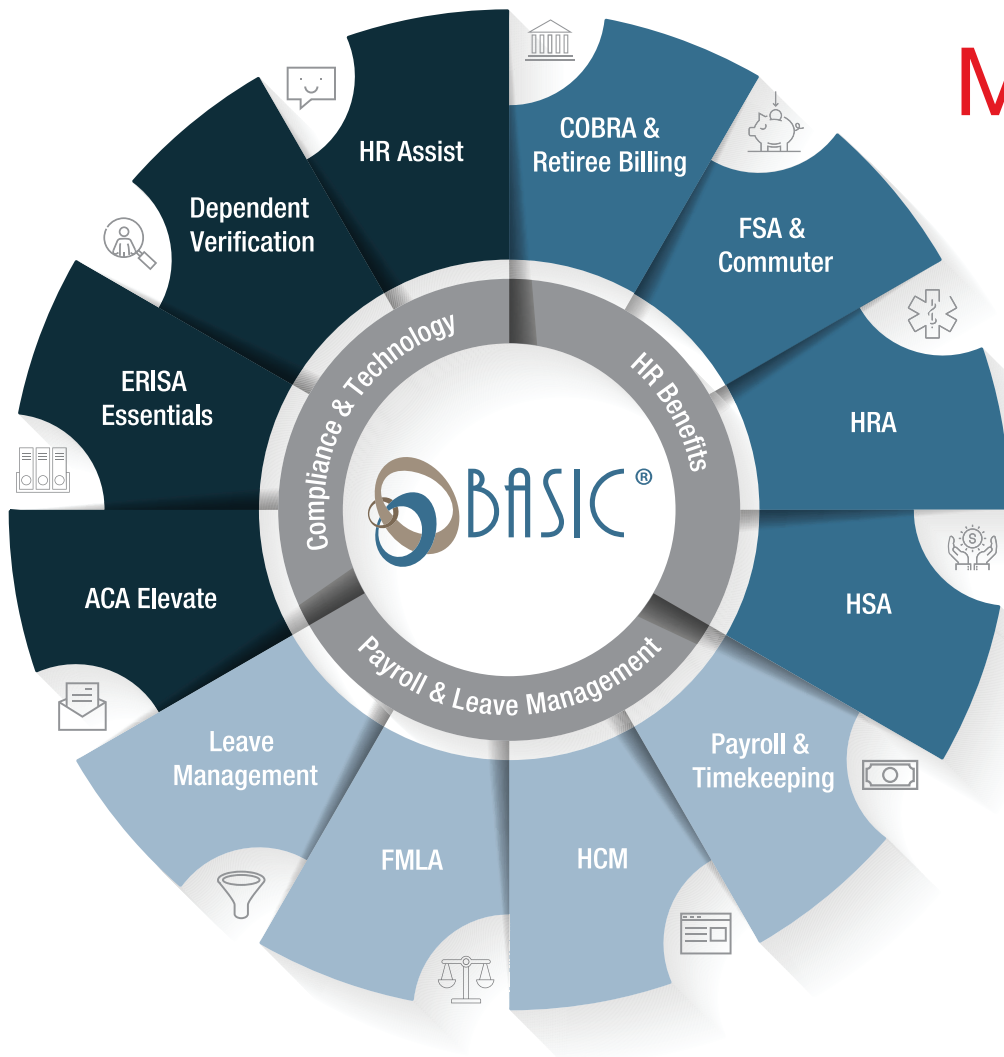 M
HR Assist
COBRA &
Retiree Billing
FSA &
Commuter
HRA
HSA
Payroll &
Timekeeping
HCM
FMLA
Leave
Management
ACA Elevate
ERISA
Essentials
Dependent
Verification
Compliance & Technology
HR Benefits
Payroll & Leave Management
BASIC®